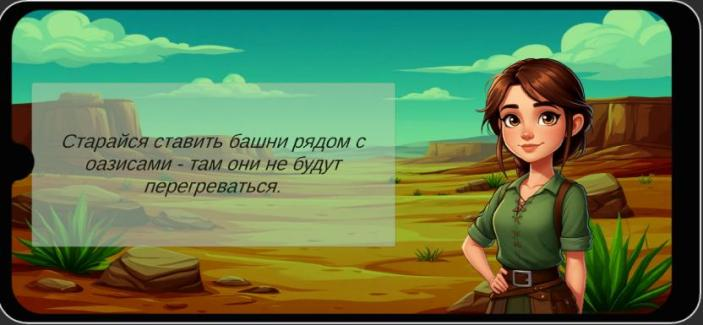 Старайся ставить башни рядом с
оазисами - там они не будут
перегреваться.